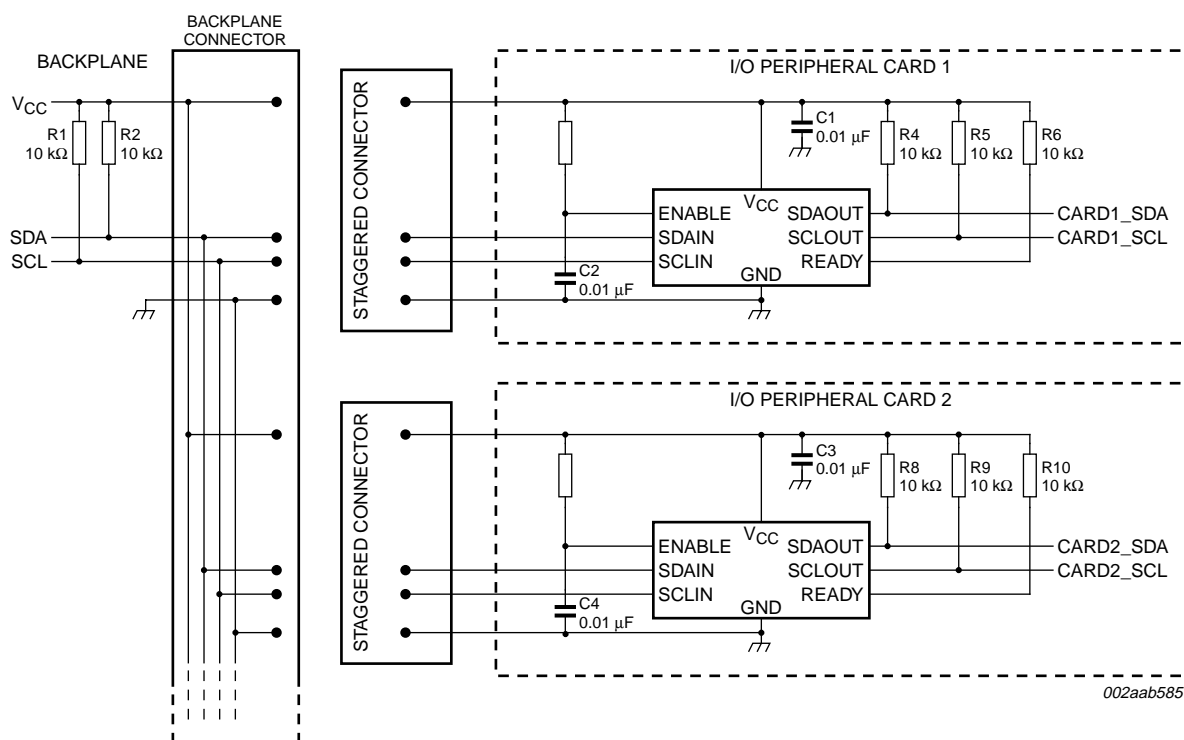 BACKPLANE
CONNECTOR
BACKPLANE
VCC
R1
10 kΩ
R2
10 kΩ
SDA
SCL
STAGGERED CONNECTOR
I/O PERIPHERAL CARD 1
C1
0.01 μF
R4
10 kΩ
R5
10 kΩ
R6
10 kΩ
VCC
ENABLE
SDAOUT
CARD1_SDA
SDAIN
SCLOUT
CARD1_SCL
SCLIN
READY
GND
C2
0.01 μF
STAGGERED CONNECTOR
I/O PERIPHERAL CARD 2
C3
0.01 μF
R8
10 kΩ
R9
10 kΩ
R10
10 kΩ
VCC
ENABLE
SDAOUT
CARD2_SDA
SDAIN
SCLOUT
CARD2_SCL
SCLIN
READY
GND
C4
0.01 μF
002aab585